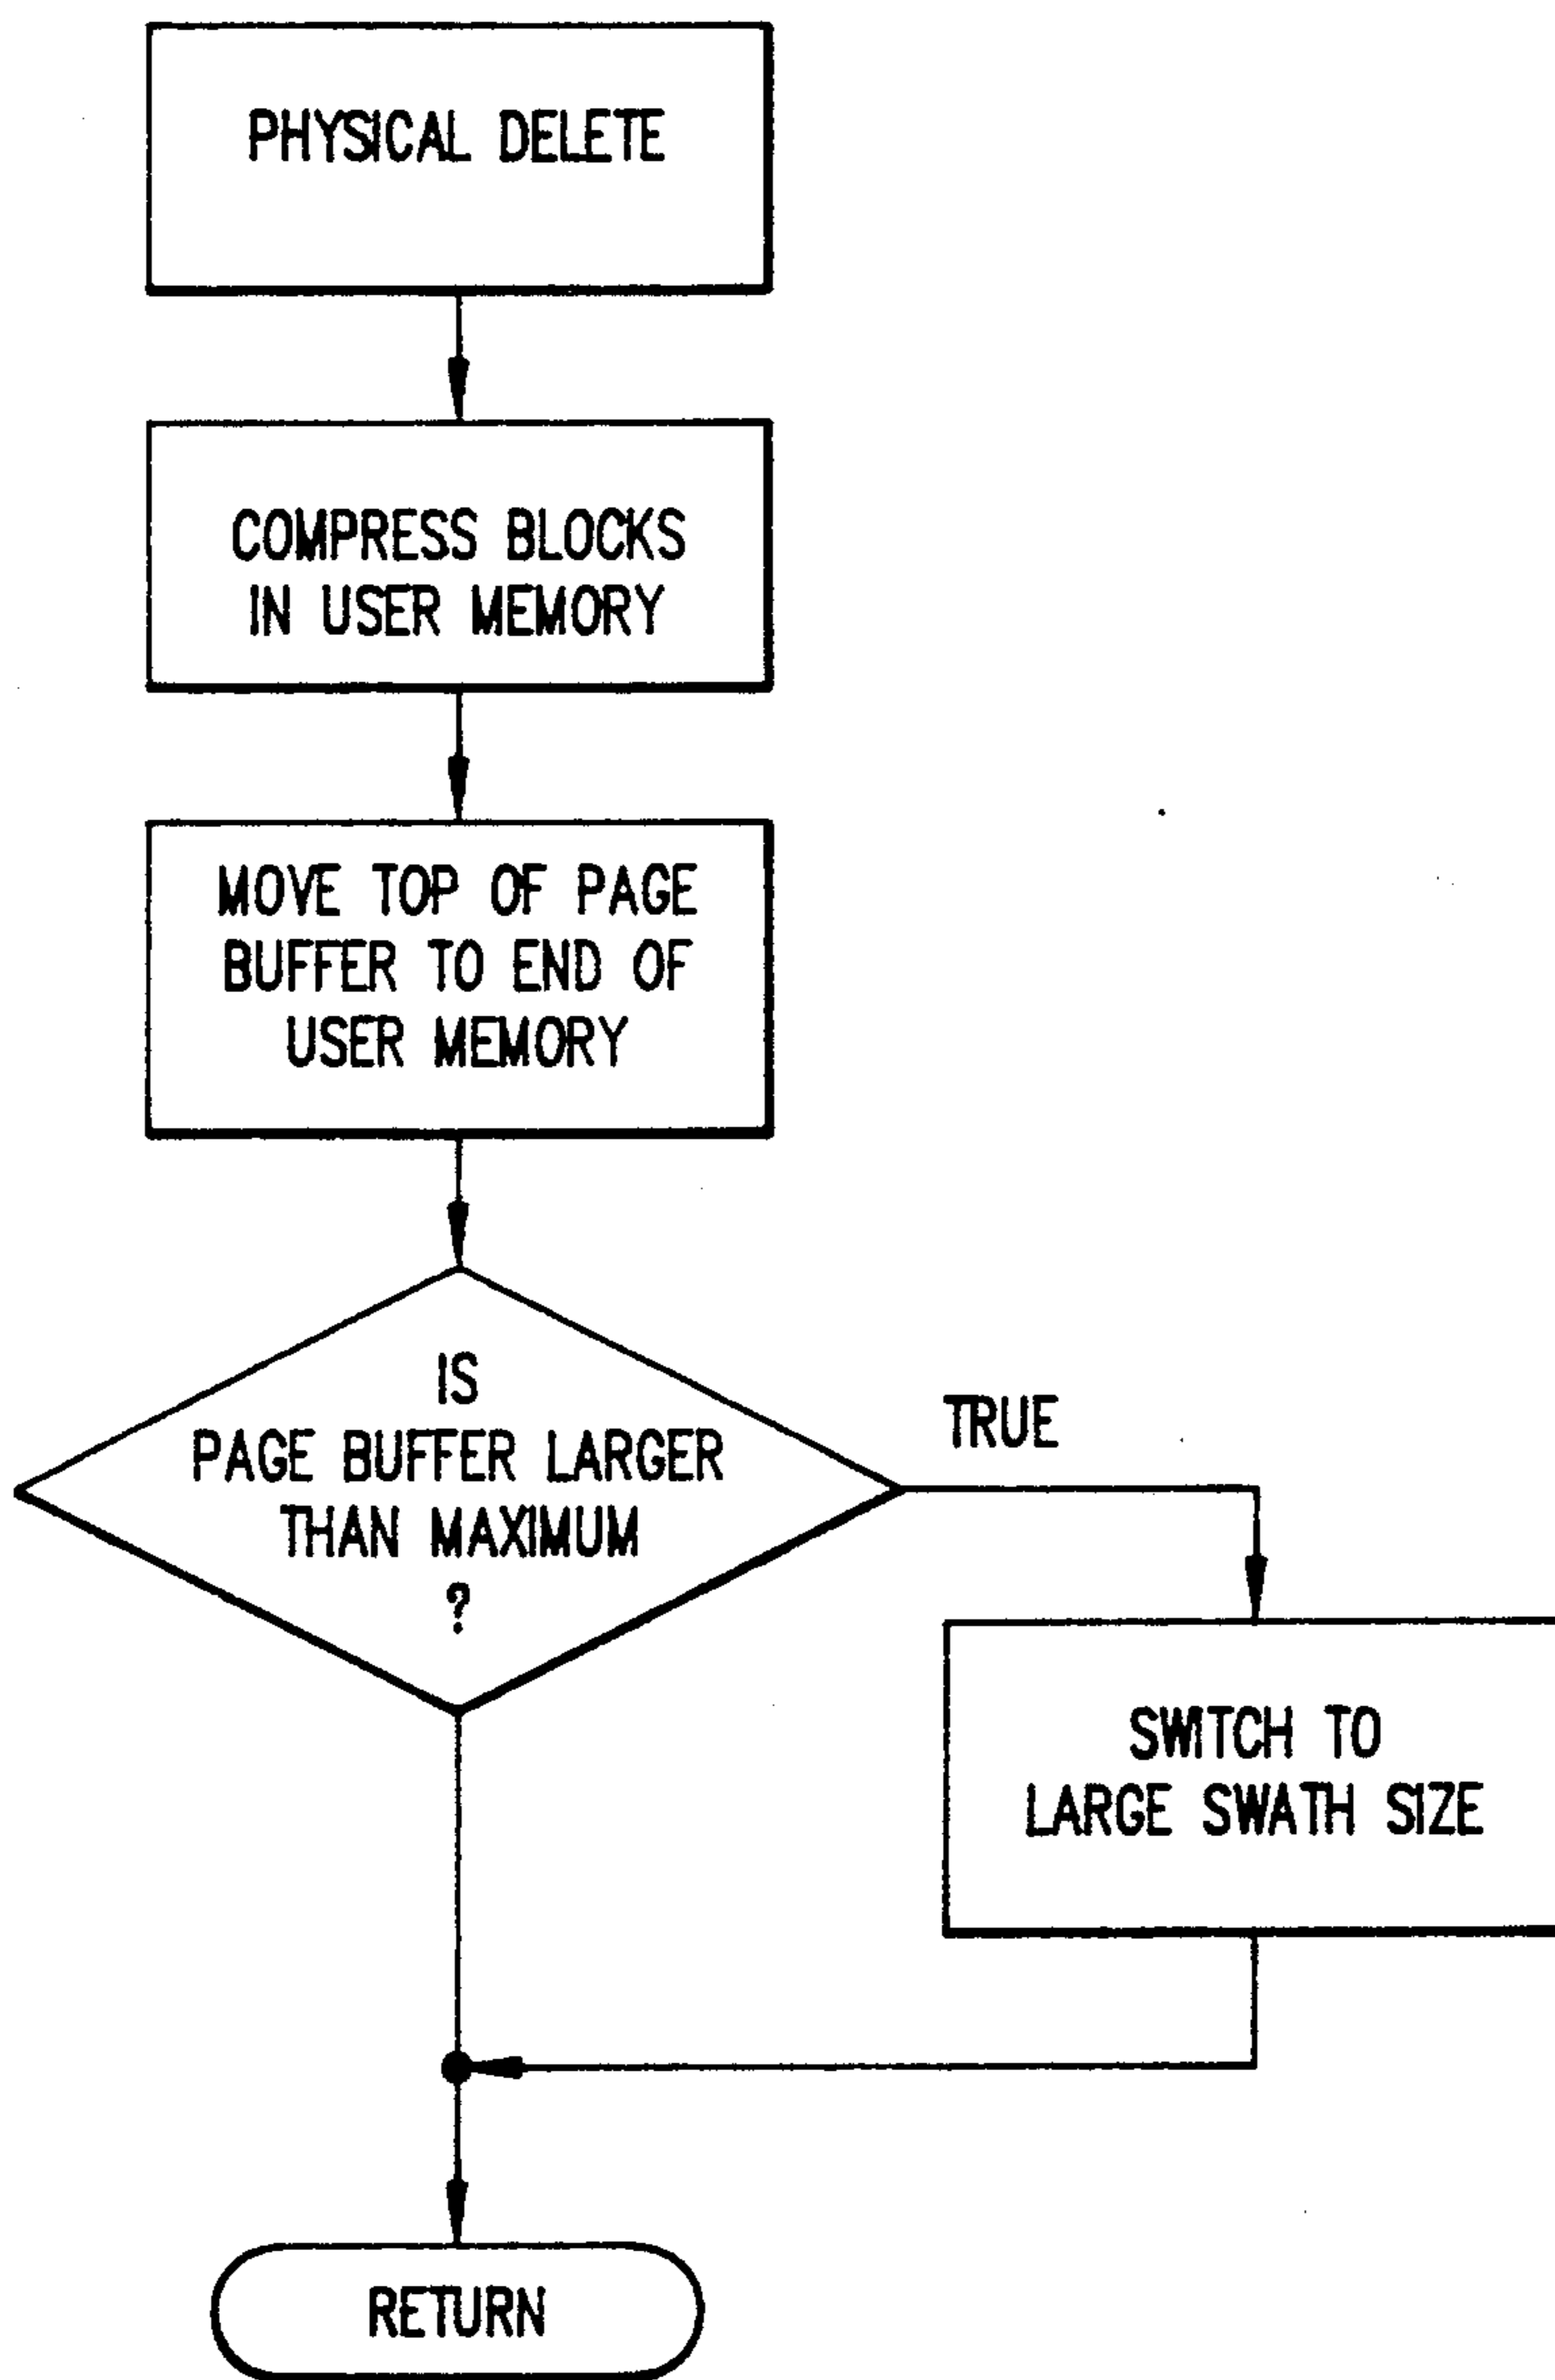 PHYSICAL DELETE
COMPRESS BLOCKS
IN USER MEMORY
MOVE TOP OF PAGE
BUFFER TO END OF
USER MEMORY
IS
PAGE BUFFER LARGER
THAN MAXIMUM
?
TRUE
SWITCH TO
LARGE SWATH SIZE
RETURN